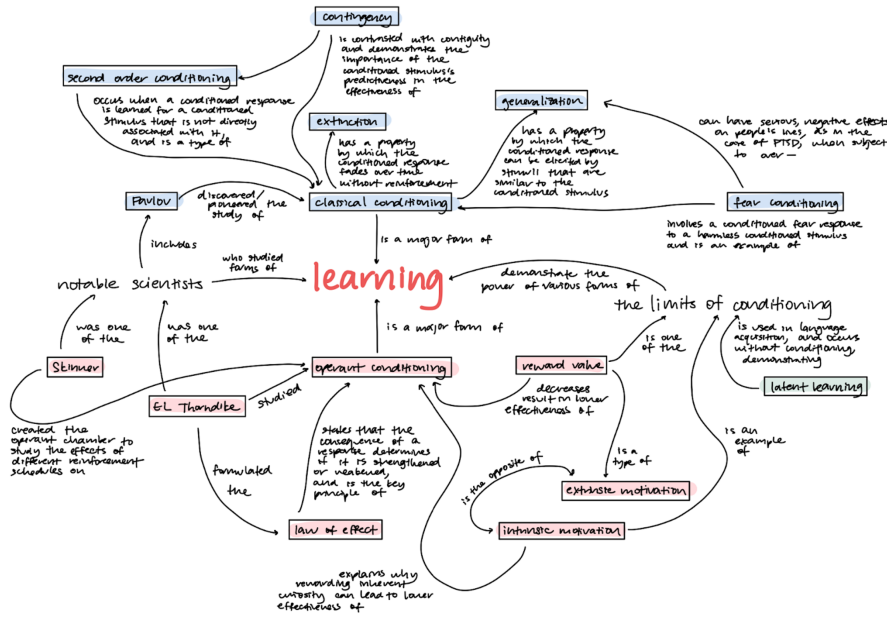 contingency
is contrasted with contiguity
and demonstrates the
importance of the
conditioned stimulus's
predictiveness in the
effectiveness of
second order conditioning
occurs when a conditioned response
is learned for a conditioned
stimulus that is not directly
associated with it,
and is a type of
extinction
has a property
by which the
conditioned response
fades over time
without reinforcement
generalization
has a property
by which the
conditioned response
can be elicited by
stimuli that are
similar to the
conditioned stimulus
can have serious, negative effects
on people's lives, as in the
case of PTSD, when subject
to over—
Pavlov
discovered/
pioneered the
study of
classical conditioning
fear conditioning
involves a conditioned fear response
to a harmless conditioned stimulus
and is an example of
includes
is a major form of
notable scientists
who studied
forms of
learning
demonstrate the
power of various forms of
the limits of conditioning
was one
of the
was one
of the
is a major form of
is one
of the
is used in language
acquisition, and occurs
without conditioning,
demonstrating
Skinner
operant conditioning
reward value
latent learning
EL Thorndike
studied
decreases
result in lower
effectiveness of
created the
operant chamber to
study the effects of
different reinforcement
schedules on
states that the
consequence of a
response determines
if it is strengthened
or weakened,
and is the key
principle of
is an
example
of
formulated
the
is the opposite of
is a
type of
extrinsic motivation
law of effect
intrinsic motivation
explains why
rewarding inherent
curiosity can lead to lower
effectiveness of